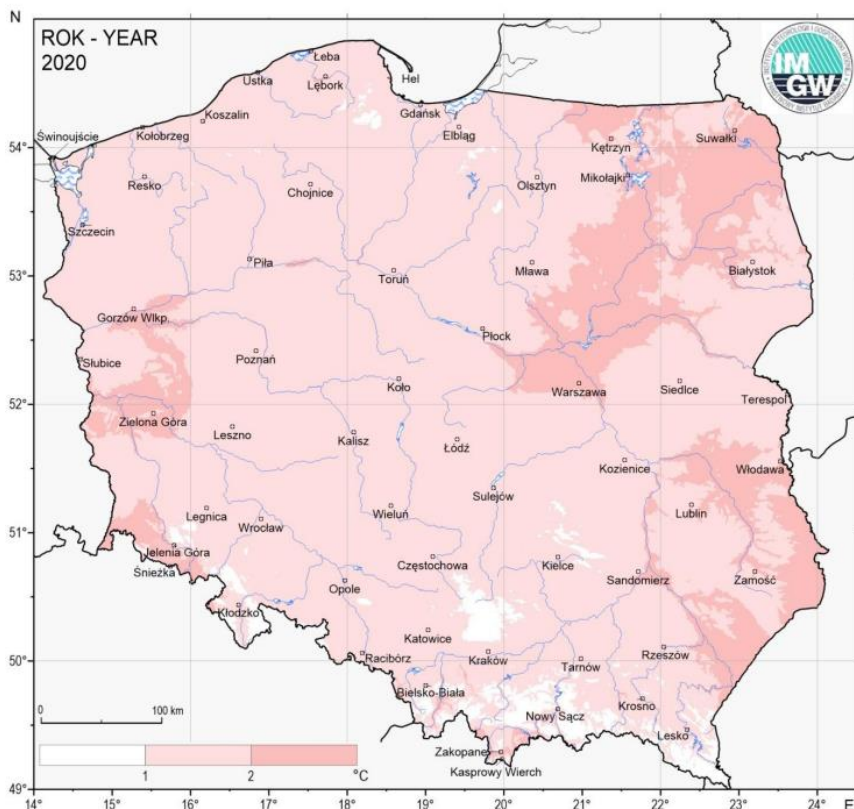 N
ROK - YEAR
2020
IM
GW
Łeba
Ustka
Lębork
Hel
Koszalin
Gdańsk
Świnoujście
Kołobrzeg
Elbląg
Kętrzyn
Suwałki
54°
Resko
Chojnice
Olsztyn
Mikołajki
Szczecin
53°
Piła
Toruń
Mława
Białystok
Gorzów Wlkp.
Płock
Słubice
Poznań
Koło
Warszawa
Siedlce
52°
Terespol
Zielona Góra
Leszno
Kalisz
Łódź
Kozienice
Włodawa
Sulejów
51°
Legnica
Wrocław
Wieluń
Lublin
Jelenia Góra
Śnieżka
Częstochowa
Kielce
Sandomierz
Zamość
Opole
Kłodzko
Katowice
50°
Racibórz
Kraków
Tarnów
Rzeszów
Bielsko-Biała
0
100 km
Nowy Sącz
Krosno
Lesko
Zakopane
Kasprowy Wierch
1
2
°C
49°
14°
15°
16°
17°
18°
19°
20°
21°
22°
23°
24°
E